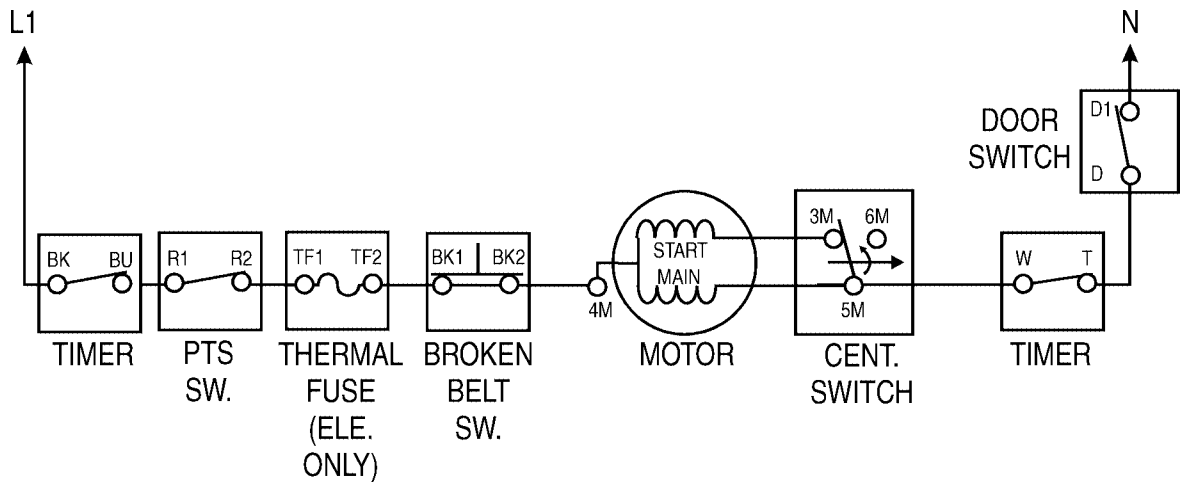 L1
N
DOOR
SWITCH
D1
D
BK
BU
R1
R2
TF1
TF2
BK1
BK2
4M
START
MAIN
3M
6M
5M
W
T
TIMER
PTS
SW.
THERMAL
FUSE
(ELE.
ONLY)
BROKEN
BELT
SW.
MOTOR
CENT.
SWITCH
TIMER